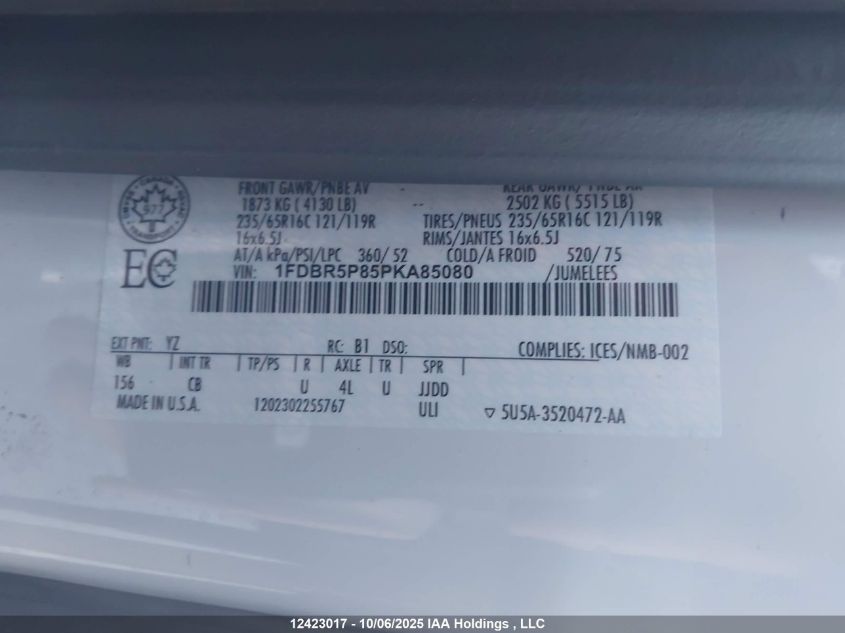 FRONT GAWR/PNBE AV REAR GAWR/PNBE AR
1873 KG ( 4130 LB) -- 2502 KG ( 5515 LB)
235/65R16C 121/119R TIRES/PNEUS 235/65R16C 121/119R
16x6.5J RIMS/JANTES 16x6.5J
AT/A kPa/PSI/LPC 360/ 52 COLD/A FROID 520/ 75
VIN: 1FDBR5P85PKA85080 /JUMELEES
EC
EXT PNT: YZ RC: B1 DSO: COMPLIES: ICES/NMB-002
WB | INT TR | TP/PS | R | AXLE | TR | SPR |
156 CB U 4L U JJDD
MADE IN U.S.A. 1202302255767 ULI ▽ 5U5A-3520472-AA
12423017 - 10/06/2025 IAA Holdings , LLC